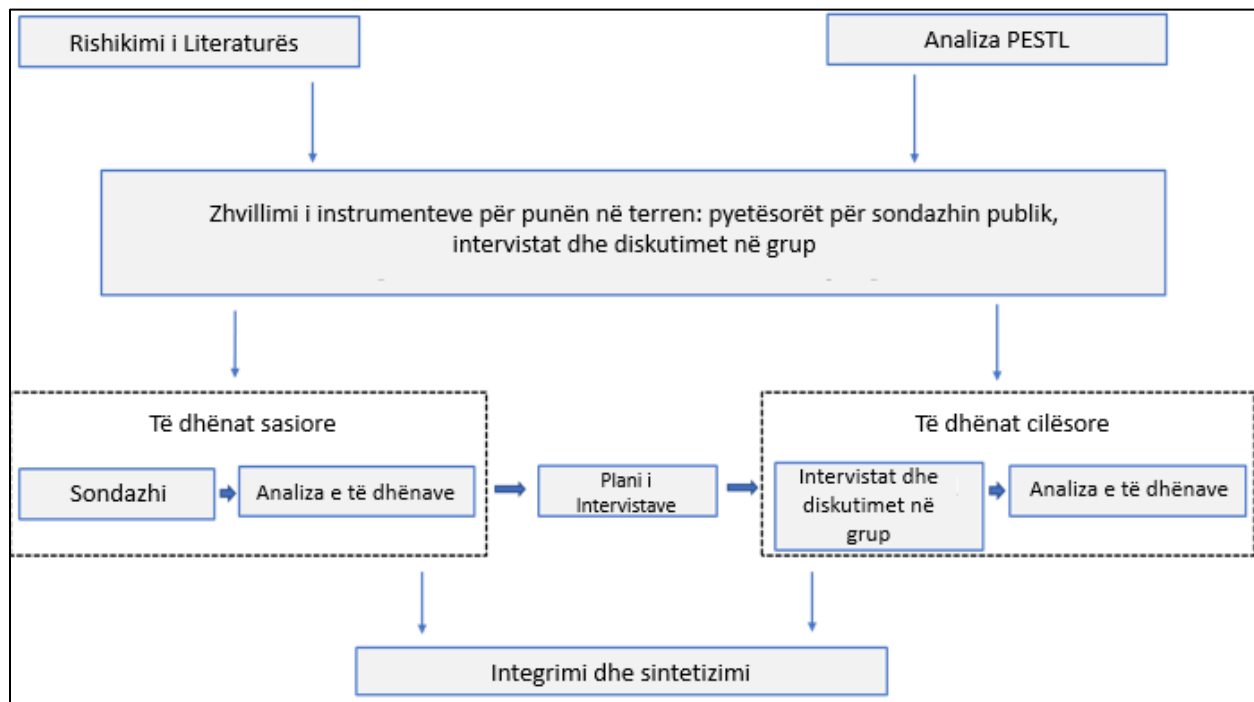 Rishikimi i Literaturës
Analiza PESTL
Zhvillimi i instrumenteve për punën në terren: pyetësorët për sondazhin publik,
intervistat dhe diskutimet në grup
Të dhënat sasiore
Sondazhi
Analiza e të dhënave
Plani i
Intervistave
Të dhënat cilësore
Intervistat dhe
diskutimet në
grup
Analiza e të dhënave
Integrimi dhe sintetizimi